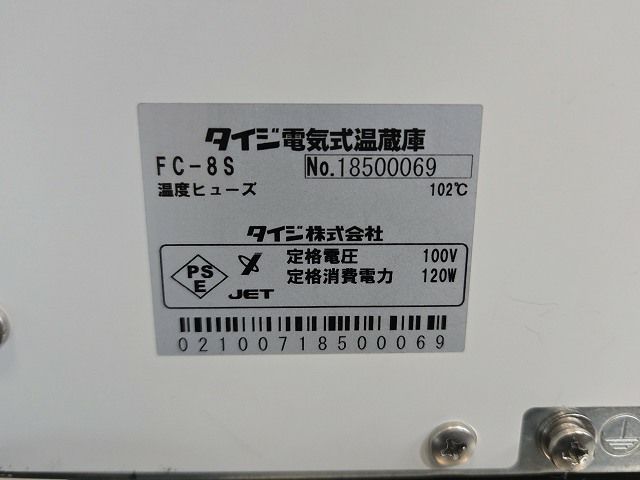 タイジ電気式温蔵庫
FC-8S No.18500069
温度ヒューズ 102℃
タイジ株式会社
PS E JET 定格電圧 100V
定格消費電力 120W
0210071850069